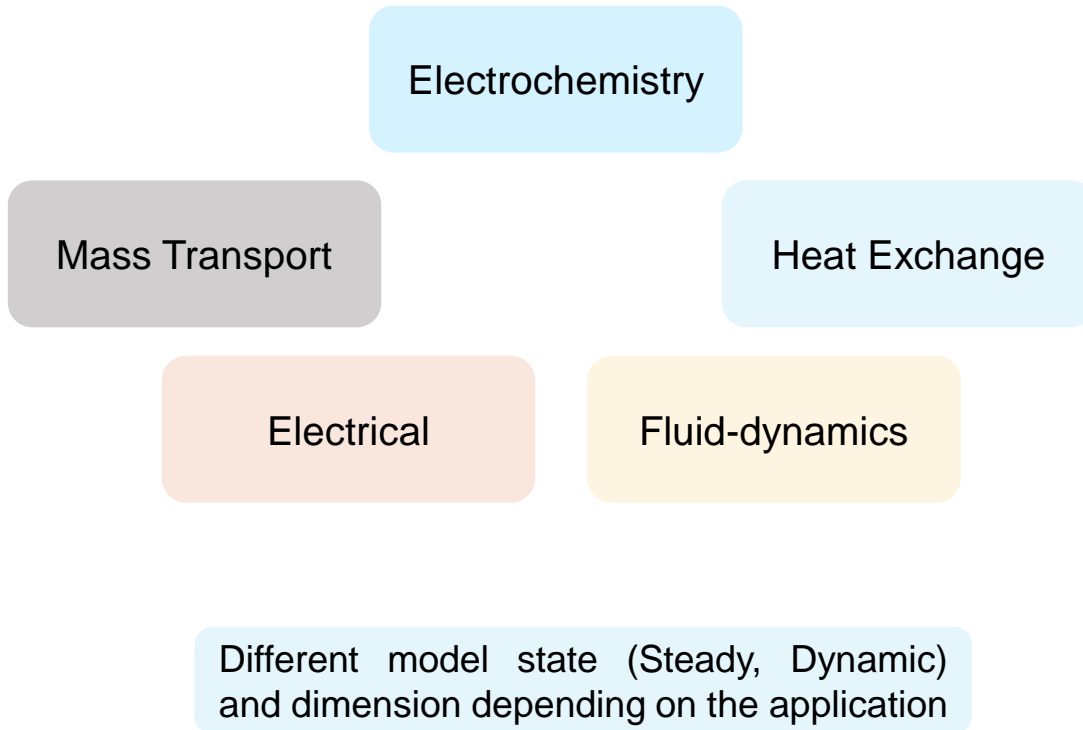 Electrochemistry
Mass Transport
Heat Exchange
Electrical
Fluid-dynamics
Different model state (Steady, Dynamic)
and dimension depending on the application